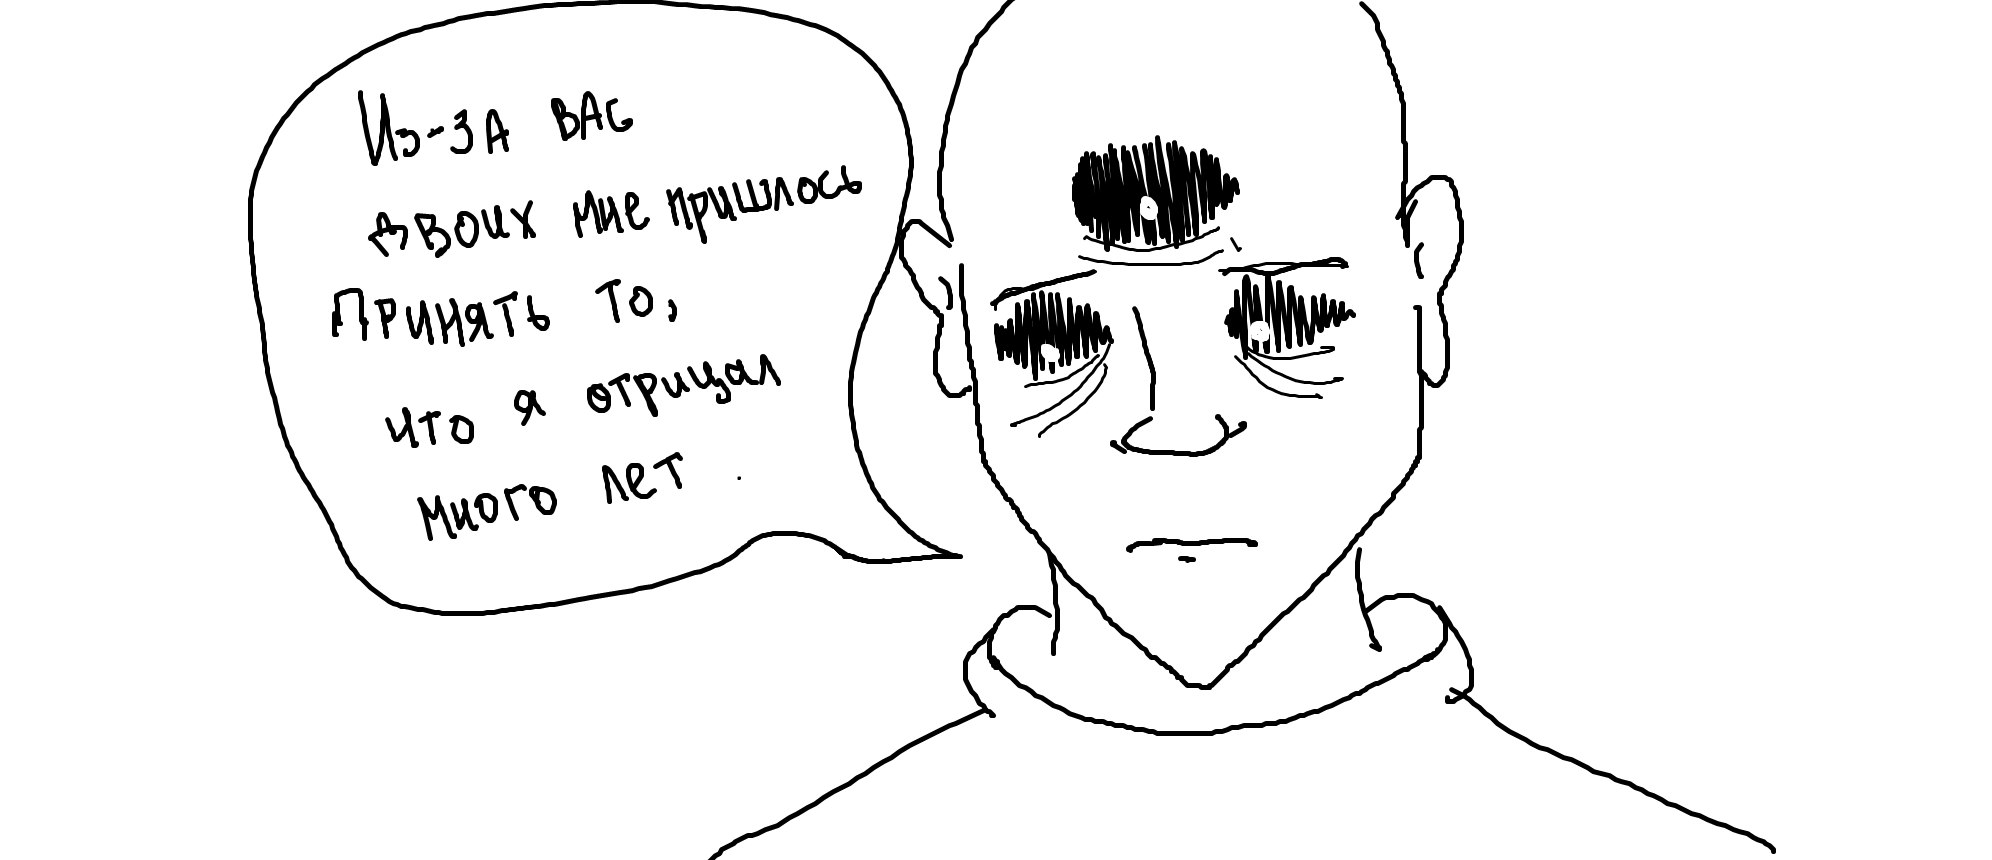 Из-за вас
двоих мне пришлось
принять то,
что я отрицал
много лет.